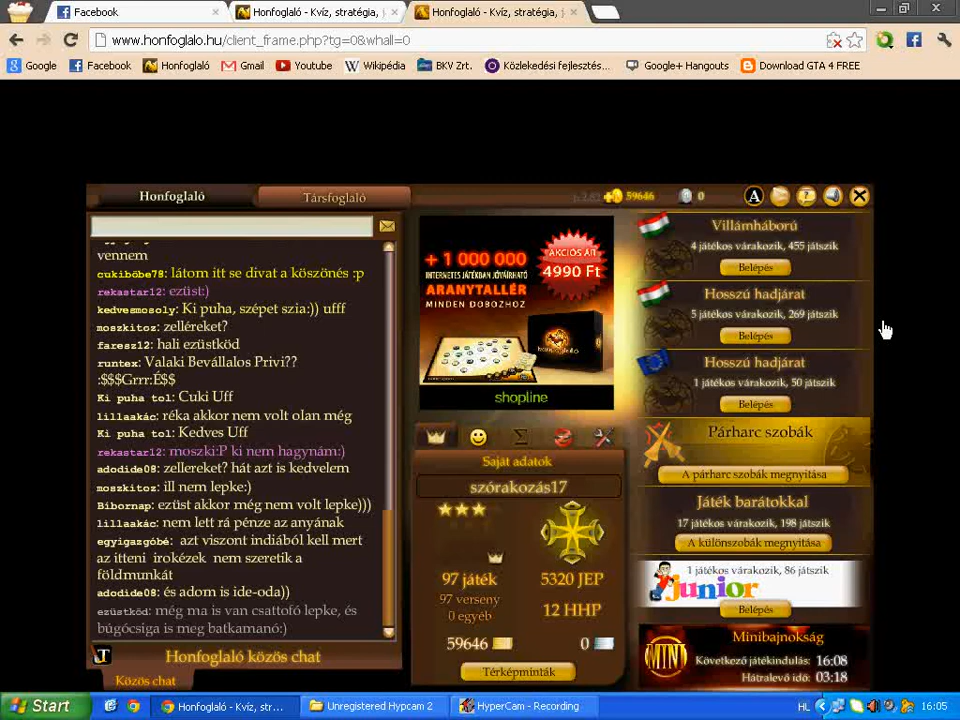 Facebook
Honfoglaló - Kvíz, stratégia, j
Honfoglaló - Kvíz, stratégia, j
www.honfoglalo.hu/client_frame.php?tg=0&whall=0
Google
Facebook
Honfoglaló
Gmail
Youtube
Wikipédia
BKV Zrt.
Közlekedési fejlesztés...
Google+ Hangouts
Download GTA 4 FREE
Honfoglaló
Társfoglaló
59646
0
vennem
cukiböbe78: látom itt se divat a köszönés :p
rekastar12: ezüst:)
kedvesmosoly: Ki puha, szépet szia:)) ufff
moszkitoz: zelléreket?
faresz12: hali ezüstköd
runtex: Valaki Bevállalos Privi??
:$$$Grrr:É$$
Ki puha tol: Cuki Uff
lillaakác: réka akkor nem volt olan még
Ki puha tol: Kedves Uff
rekastar12: moszki:P ki nem hagynám:)
adodide08: zellereket? hát azt is kedvelem
moszkitoz: ill nem lepke:)
Bibornap: ezüst akkor még nem volt lepke)))
lillaakác: nem lett rá pénze az anyának
egyigazgóbé: azt viszont indiából kell mert
az itteni irokézek nem szeretik a
földmunkát
adodide08: és adom is ide-oda))
ezüstköd: még ma is van csattofó lepke, és
búgócsiga is meg batkamanó:)
T
Honfoglaló közös chat
Közös chat
+ 1 000 000
INTERNETES JÁTÉKBAN JÓVÁÍRHATÓ
ARANYTALLÉR
MINDEN DOBOZHOZ
AKCIÓS ÁR!
4990 Ft
honfoglaló
shopline
Saját adatok
szórakozás17
97 játék
97 verseny
0 egyéb
5320 JEP
12 HHP
59646
0
Térképminták
A
Villámháború
4 játékos várakozik, 455 játszik
Belépés
Hosszú hadjárat
5 játékos várakozik, 269 játszik
Belépés
Hosszú hadjárat
1 játékos várakozik, 50 játszik
Belépés
Párharc szobák
A párharc szobák megnyitása
Játék barátokkal
17 játékos várakozik, 198 játszik
A különszobák megnyitása
1 játékos várakozik, 86 játszik
junior
Belépés
MINI
Minibajnokság
Következő játékindulás: 16:08
Hátralevő idő: 03:18
Start
Honfoglaló - Kvíz, str...
Unregistered Hypcam 2
HyperCam - Recording
HL
16:05